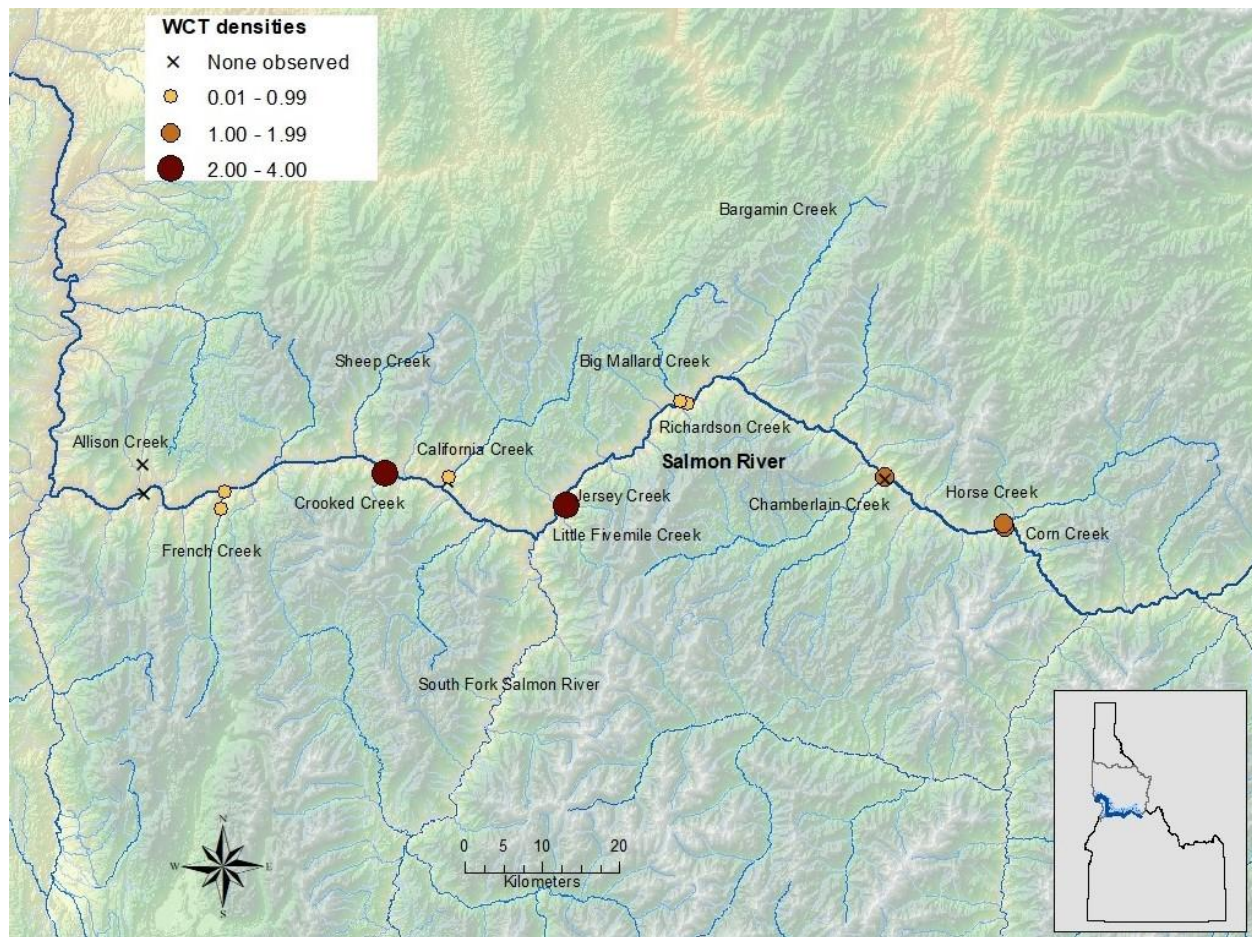 WCT densities
None observed
0.01 - 0.99
1.00 - 1.99
2.00 - 4.00
Bargamin Creek
Sheep Creek
Big Mallard Creek
Allison Creek
California Creek
Richardson Creek
Salmon River
Crooked Creek
Jersey Creek
Chamberlain Creek
Horse Creek
French Creek
Little Fivemile Creek
Corn Creek
South Fork Salmon River
N
W
E
S
0 5 10 20
Kilometers